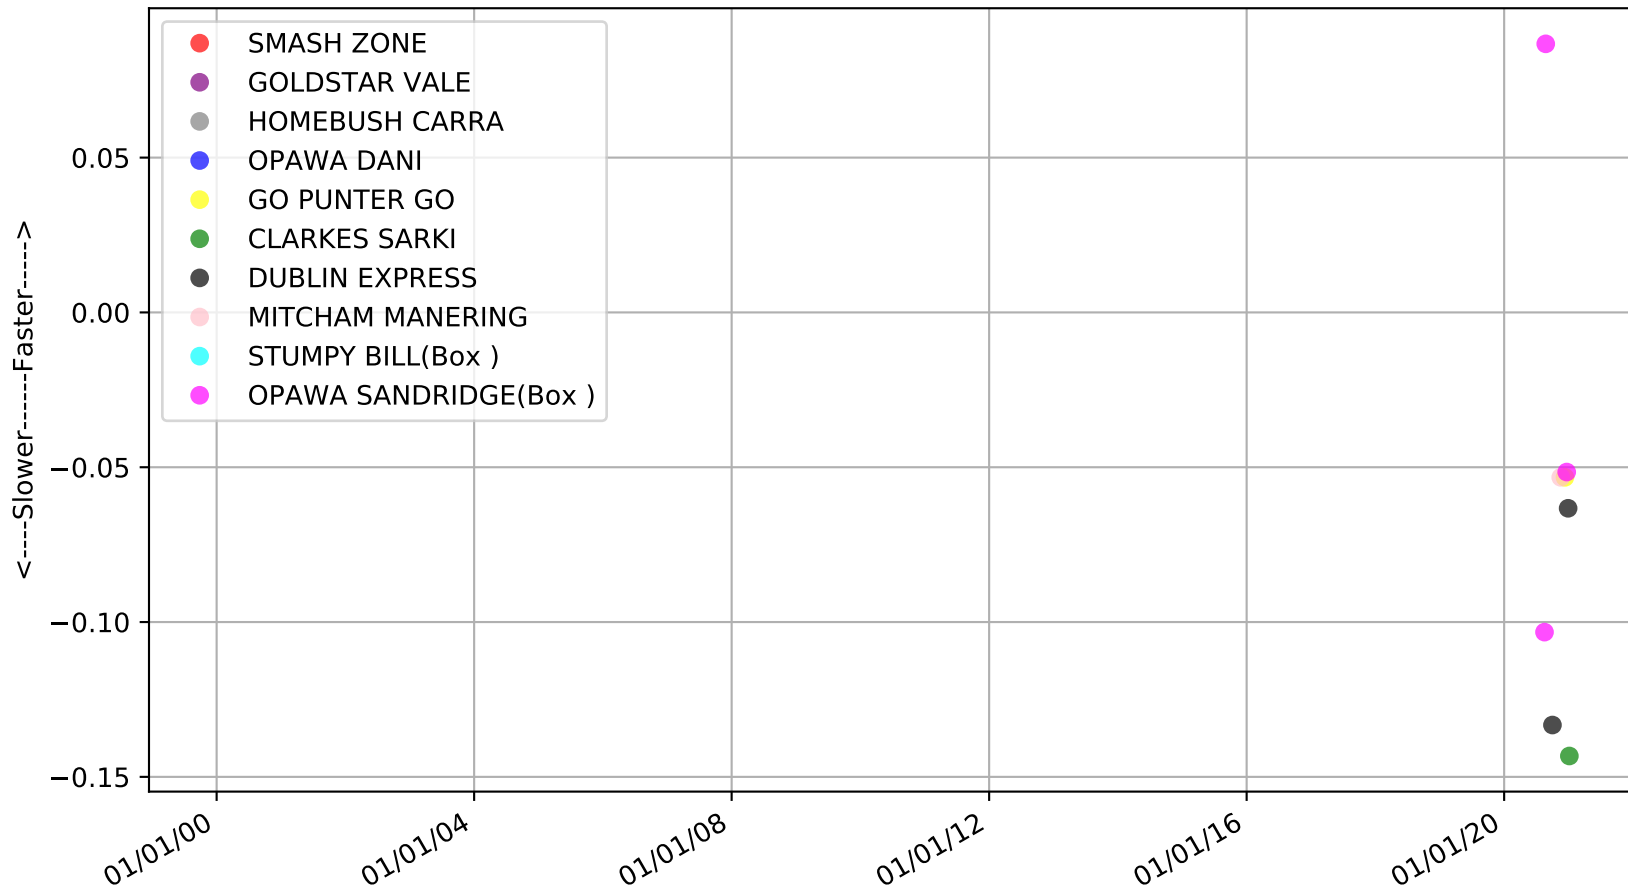 SMASH ZONE
GOLDSTAR VALE
HOMEBUSH CARRA
OPAWA DANI
GO PUNTER GO
CLARKES SARKI
DUBLIN EXPRESS
MITCHAM MANERING
STUMPY BILL(Box )
OPAWA SANDRIDGE(Box )
<----Slower------Faster----->
0.05
0.00
−0.05
−0.10
−0.15
01/01/00
01/01/04
01/01/08
01/01/12
01/01/16
01/01/20